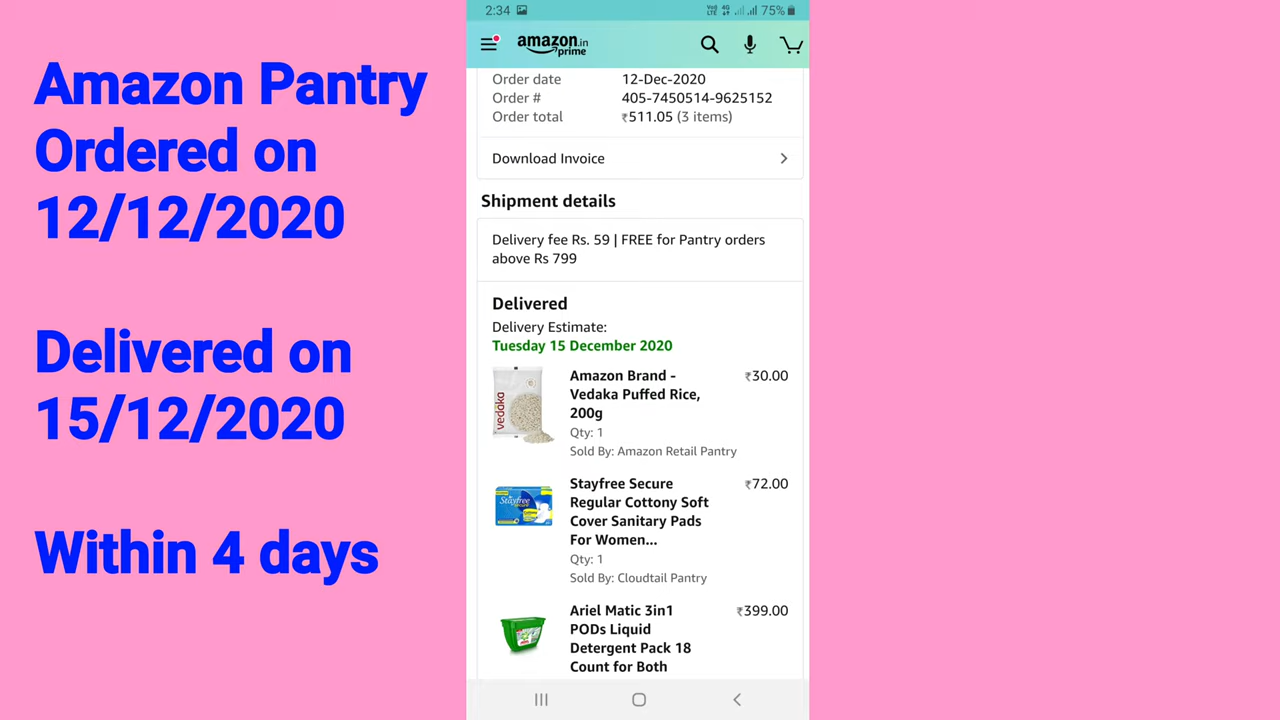 Amazon Pantry
Ordered on
12/12/2020
Delivered on
15/12/2020
Within 4 days
2:34
75%
amazon.in
prime
Order date 12-Dec-2020
Order # 405-7450514-9625152
Order total ₹511.05 (3 items)
Download Invoice
Shipment details
Delivery fee Rs. 59 | FREE for Pantry orders
above Rs 799
Delivered
Delivery Estimate:
Tuesday 15 December 2020
Amazon Brand - ₹30.00
Vedaka Puffed Rice,
200g
Qty: 1
Sold By: Amazon Retail Pantry
vedaka
Stayfree Secure ₹72.00
Regular Cottony Soft
Cover Sanitary Pads
For Women...
Qty: 1
Sold By: Cloudtail Pantry
Stayfree
Ariel Matic 3in1 ₹399.00
PODs Liquid
Detergent Pack 18
Count for Both